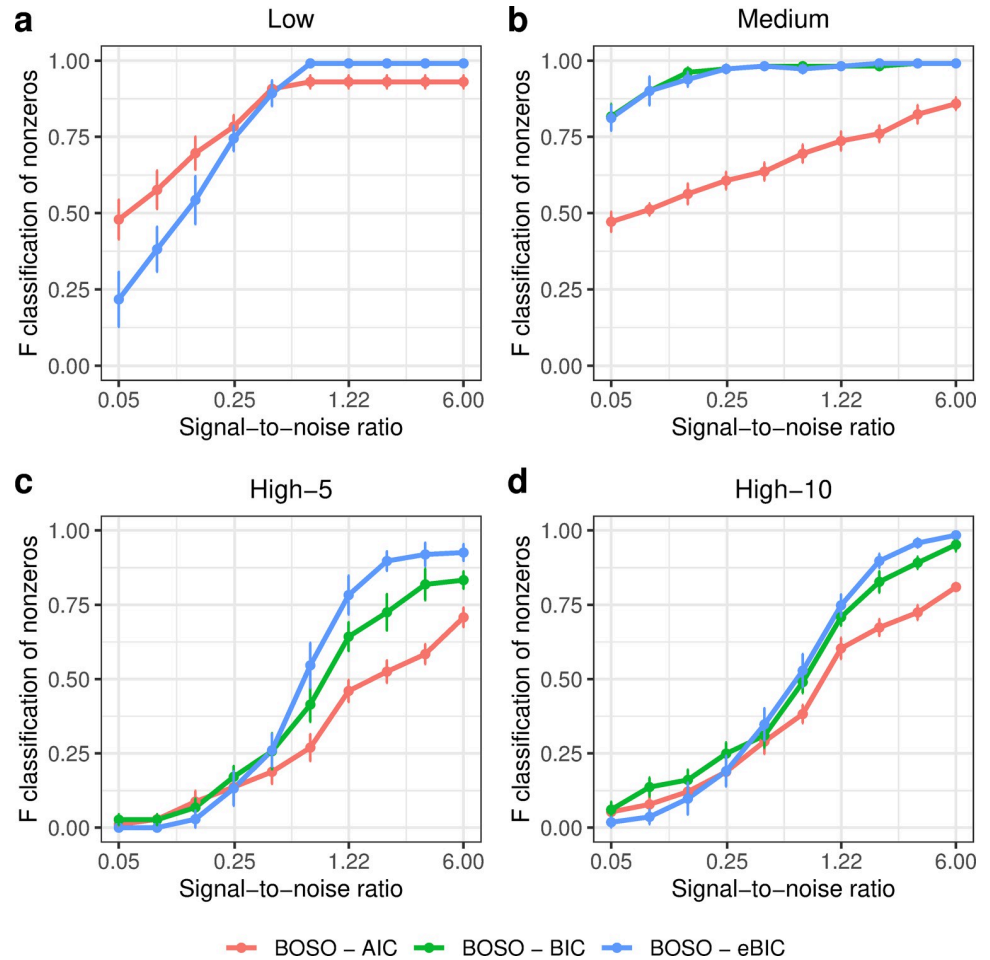 a
Low
F classification of nonzeros
1.00
0.75
0.50
0.25
0.00
0.05
0.25
1.22
6.00
Signal−to−noise ratio
b
Medium
F classification of nonzeros
1.00
0.75
0.50
0.25
0.00
0.05
0.25
1.22
6.00
Signal−to−noise ratio
c
High−5
F classification of nonzeros
1.00
0.75
0.50
0.25
0.00
0.05
0.25
1.22
6.00
Signal−to−noise ratio
d
High−10
F classification of nonzeros
1.00
0.75
0.50
0.25
0.00
0.05
0.25
1.22
6.00
Signal−to−noise ratio
BOSO − AIC
BOSO − BIC
BOSO − eBIC